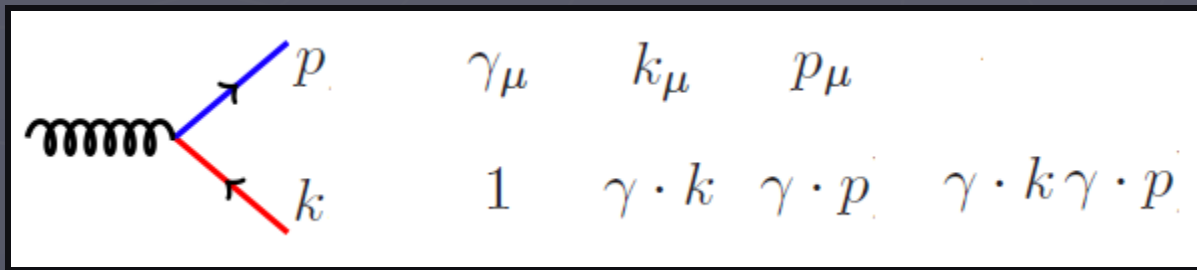 p γ_μ k_μ p_μ
k 1 γ · k γ · p γ · k γ · p